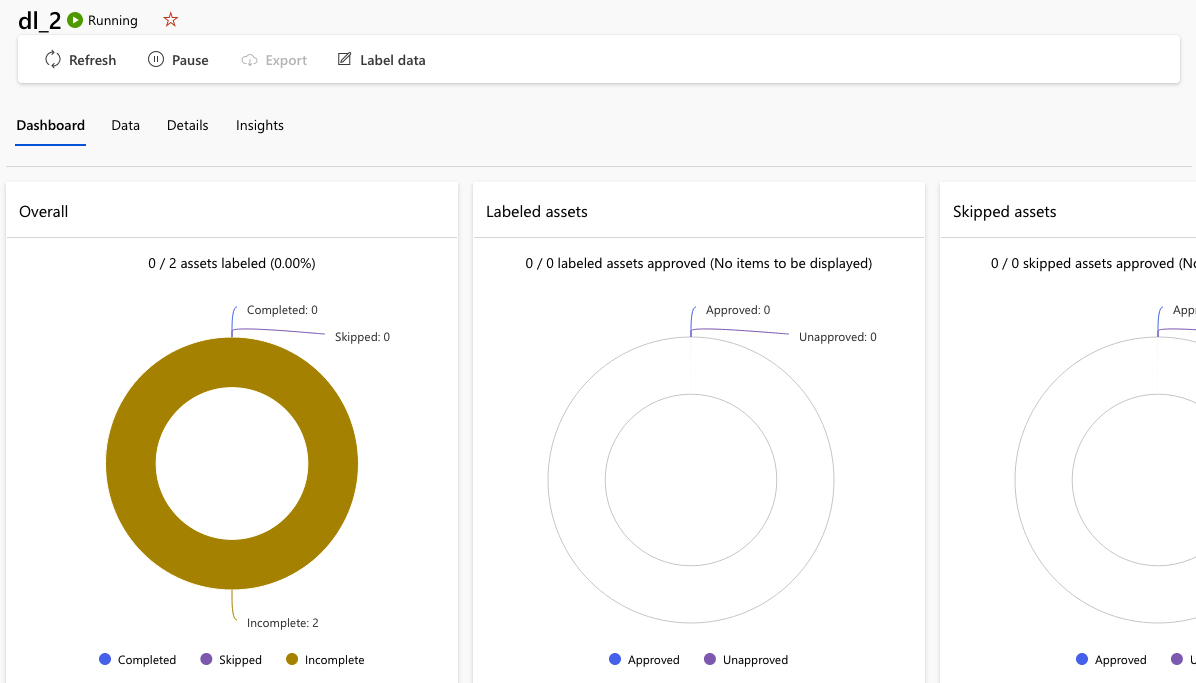 dl_2 Running
Refresh Pause Export Label data
Dashboard Data Details Insights
Overall
0 / 2 assets labeled (0.00%)
Completed: 0
Skipped: 0
Incomplete: 2
Completed Skipped Incomplete
Labeled assets
0 / 0 labeled assets approved (No items to be displayed)
Approved: 0
Unapproved: 0
Approved Unapproved
Skipped assets
0 / 0 skipped assets approved
Approved